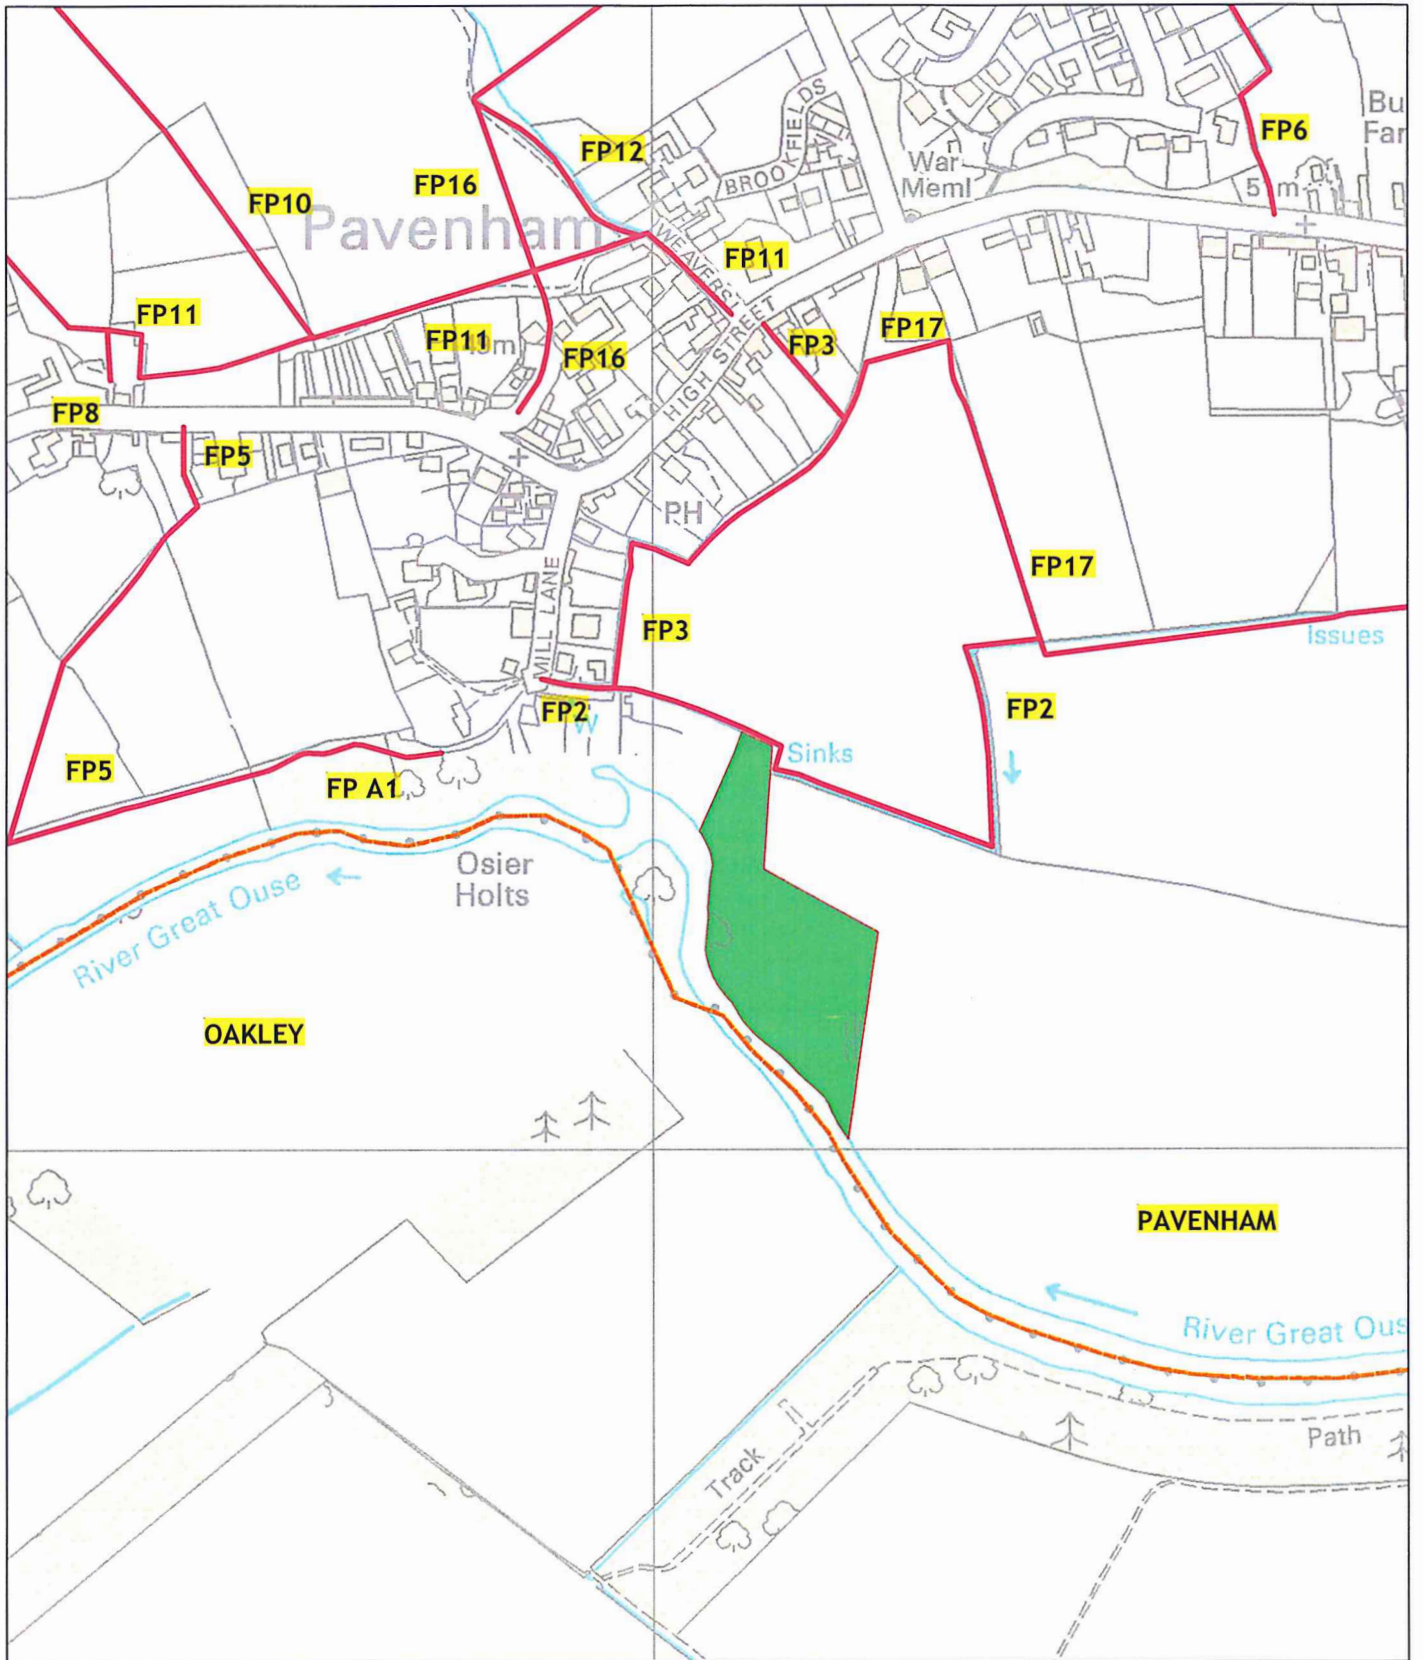 BROOKFIELDS
Bu
Far
FP12
FP6
War
Meml
FP16
5 m
FP10
Pavenham
WEAVERS
FP11
FP11
FP17
FP11
FP3
FP16
HIGH STREET
FP8
FP5
PH
MILL LANE
FP17
FP3
Issues
FP2
FP2
W
Sinks
FP5
FP A1
Osier
Holts
River Great Ouse
OAKLEY
PAVENHAM
River Great Ous
Path
Track